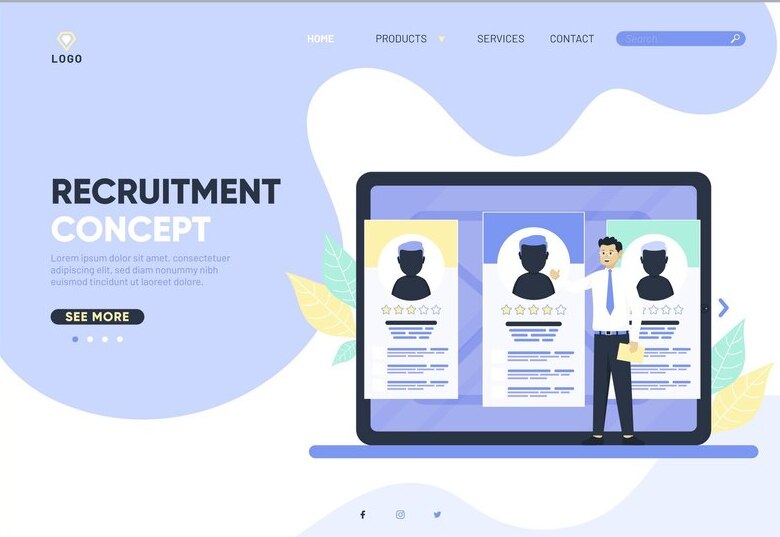 LOGO
HOME
PRODUCTS
SERVICES
CONTACT
Search...
RECRUITMENT
CONCEPT
Lorem ipsum dolor sit amet, consectetuer
adipiscing elit, sed diam nonummy nibh
euismod tincidunt ut laoreet dolore.
SEE MORE